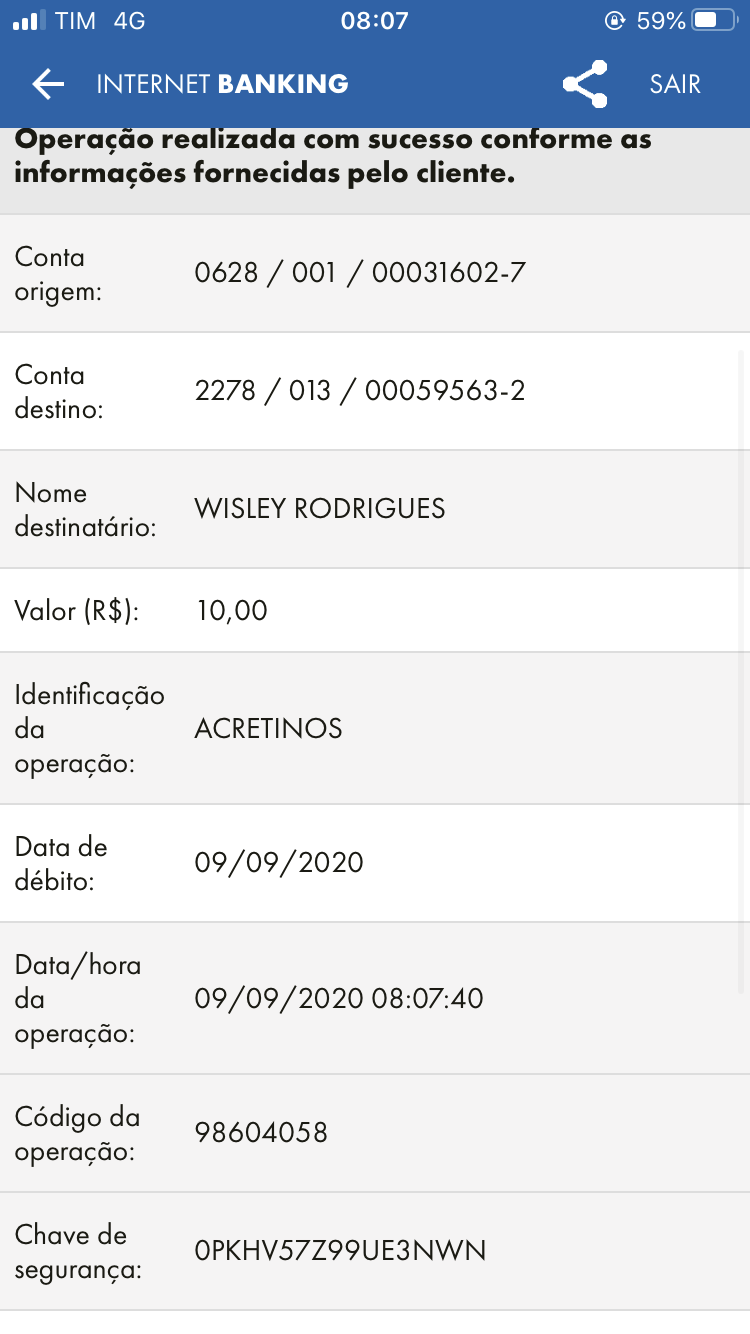 TIM 4G 08:07 59%
INTERNET BANKING SAIR
Operação realizada com sucesso conforme as
informações fornecidas pelo cliente.
Conta
origem:
0628 / 001 / 00031602-7
Conta
destino:
2278 / 013 / 00059563-2
Nome
destinatário:
WISLEY RODRIGUES
Valor (R$): 10,00
Identificação
da
operação:
ACRETINOS
Data de
débito:
09/09/2020
Data/hora
da
operação:
09/09/2020 08:07:40
Código da
operação:
98604058
Chave de
segurança:
0PKHV57Z99UE3NWN